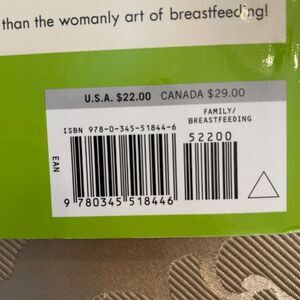 than the womanly art of breastfeeding!
U.S.A. $22.00 CANADA $29.00
FAMILY/
BREASTFEEDING
ISBN 978-0-345-51844-6
52200
EAN
9 780345 518446